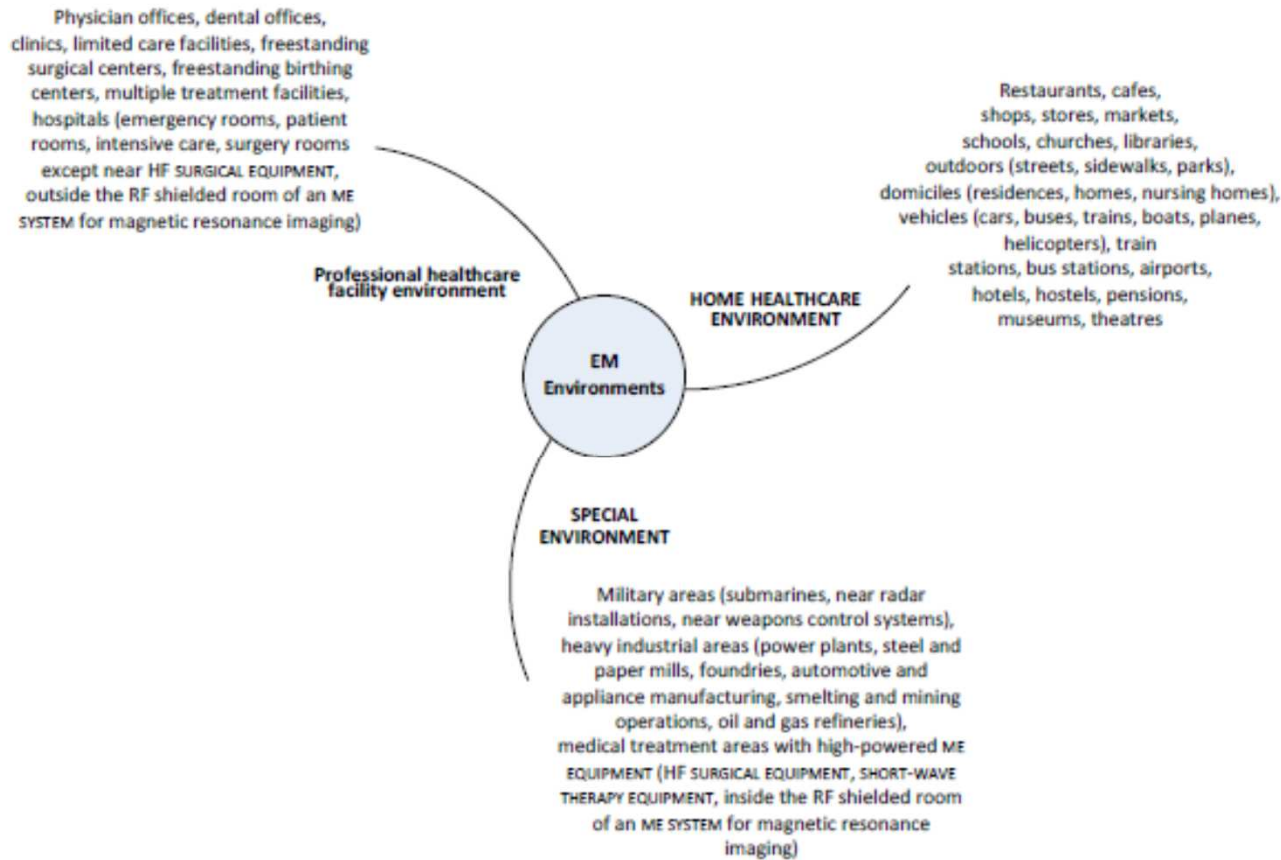 Physician offices, dental offices,
clinics, limited care facilities, freestanding
surgical centers, freestanding birthing
centers, multiple treatment facilities,
hospitals (emergency rooms, patient
rooms, intensive care, surgery rooms
except near HF SURGICAL EQUIPMENT,
outside the RF shielded room of an ME
SYSTEM for magnetic resonance imaging)
Professional healthcare
facility environment
Restaurants, cafes,
shops, stores, markets,
schools, churches, libraries,
outdoors (streets, sidewalks, parks),
domiciles (residences, homes, nursing homes),
vehicles (cars, buses, trains, boats, planes,
helicopters), train
stations, bus stations, airports,
hotels, hostels, pensions,
museums, theatres
HOME HEALTHCARE
ENVIRONMENT
EM
Environments
SPECIAL
ENVIRONMENT
Military areas (submarines, near radar
installations, near weapons control systems),
heavy industrial areas (power plants, steel and
paper mills, foundries, automotive and
appliance manufacturing, smelting and mining
operations, oil and gas refineries),
medical treatment areas with high-powered ME
EQUIPMENT (HF SURGICAL EQUIPMENT, SHORT-WAVE
THERAPY EQUIPMENT, inside the RF shielded room
of an ME SYSTEM for magnetic resonance
imaging)